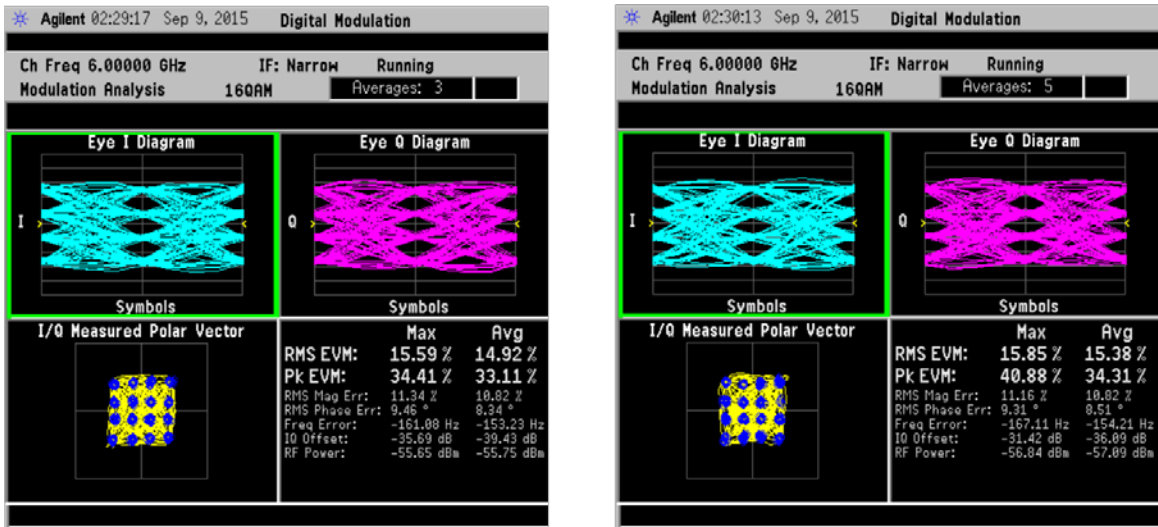 Agilent 02:29:17 Sep 9, 2015 Digital Modulation
Ch Freq 6.00000 GHz IF: Narrow Running
Modulation Analysis 16QAM Averages: 3
Eye I Diagram Eye Q Diagram
I Q
Symbols Symbols
I/Q Measured Polar Vector
Max Avg
RMS EVM: 15.59 % 14.92 %
Pk EVM: 34.41 % 33.11 %
RMS Mag Err: 11.34 % 10.82 %
RMS Phase Err: 9.46 ° 8.34 °
Freq Error: -161.08 Hz -153.23 Hz
IQ Offset: -35.69 dB -39.43 dB
RF Power: -55.65 dBm -55.75 dBm
Agilent 02:30:13 Sep 9, 2015 Digital Modulation
Ch Freq 6.00000 GHz IF: Narrow Running
Modulation Analysis 16QAM Averages: 5
Eye I Diagram Eye Q Diagram
I Q
Symbols Symbols
I/Q Measured Polar Vector
Max Avg
RMS EVM: 15.85 % 15.38 %
Pk EVM: 40.88 % 34.31 %
RMS Mag Err: 11.16 % 10.82 %
RMS Phase Err: 9.31 ° 8.51 °
Freq Error: -167.11 Hz -154.21 Hz
IQ Offset: -31.42 dB -36.09 dB
RF Power: -56.84 dBm -57.09 dBm